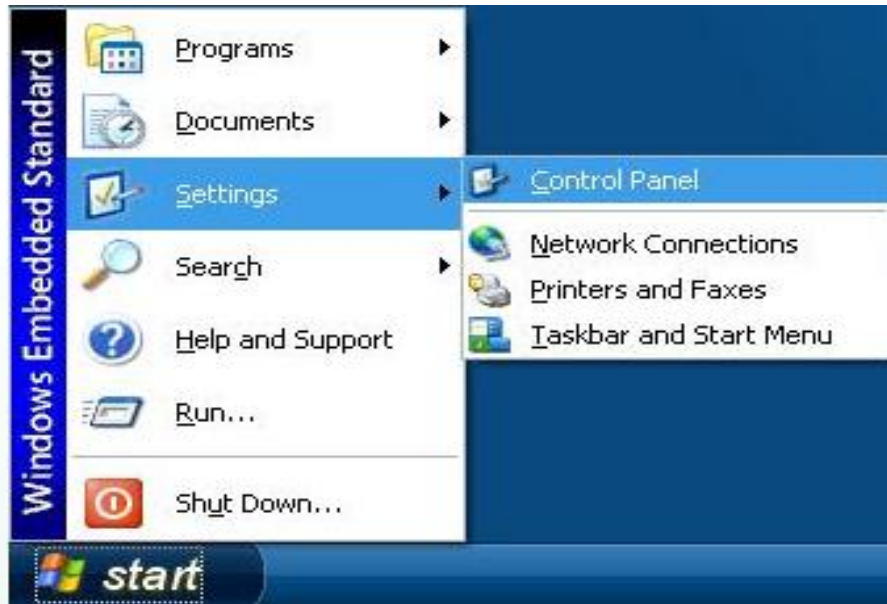 Windows Embedded Standard
Programs
Documents
Settings
Search
Help and Support
Run...
Shut Down...
Control Panel
Network Connections
Printers and Faxes
Taskbar and Start Menu
start